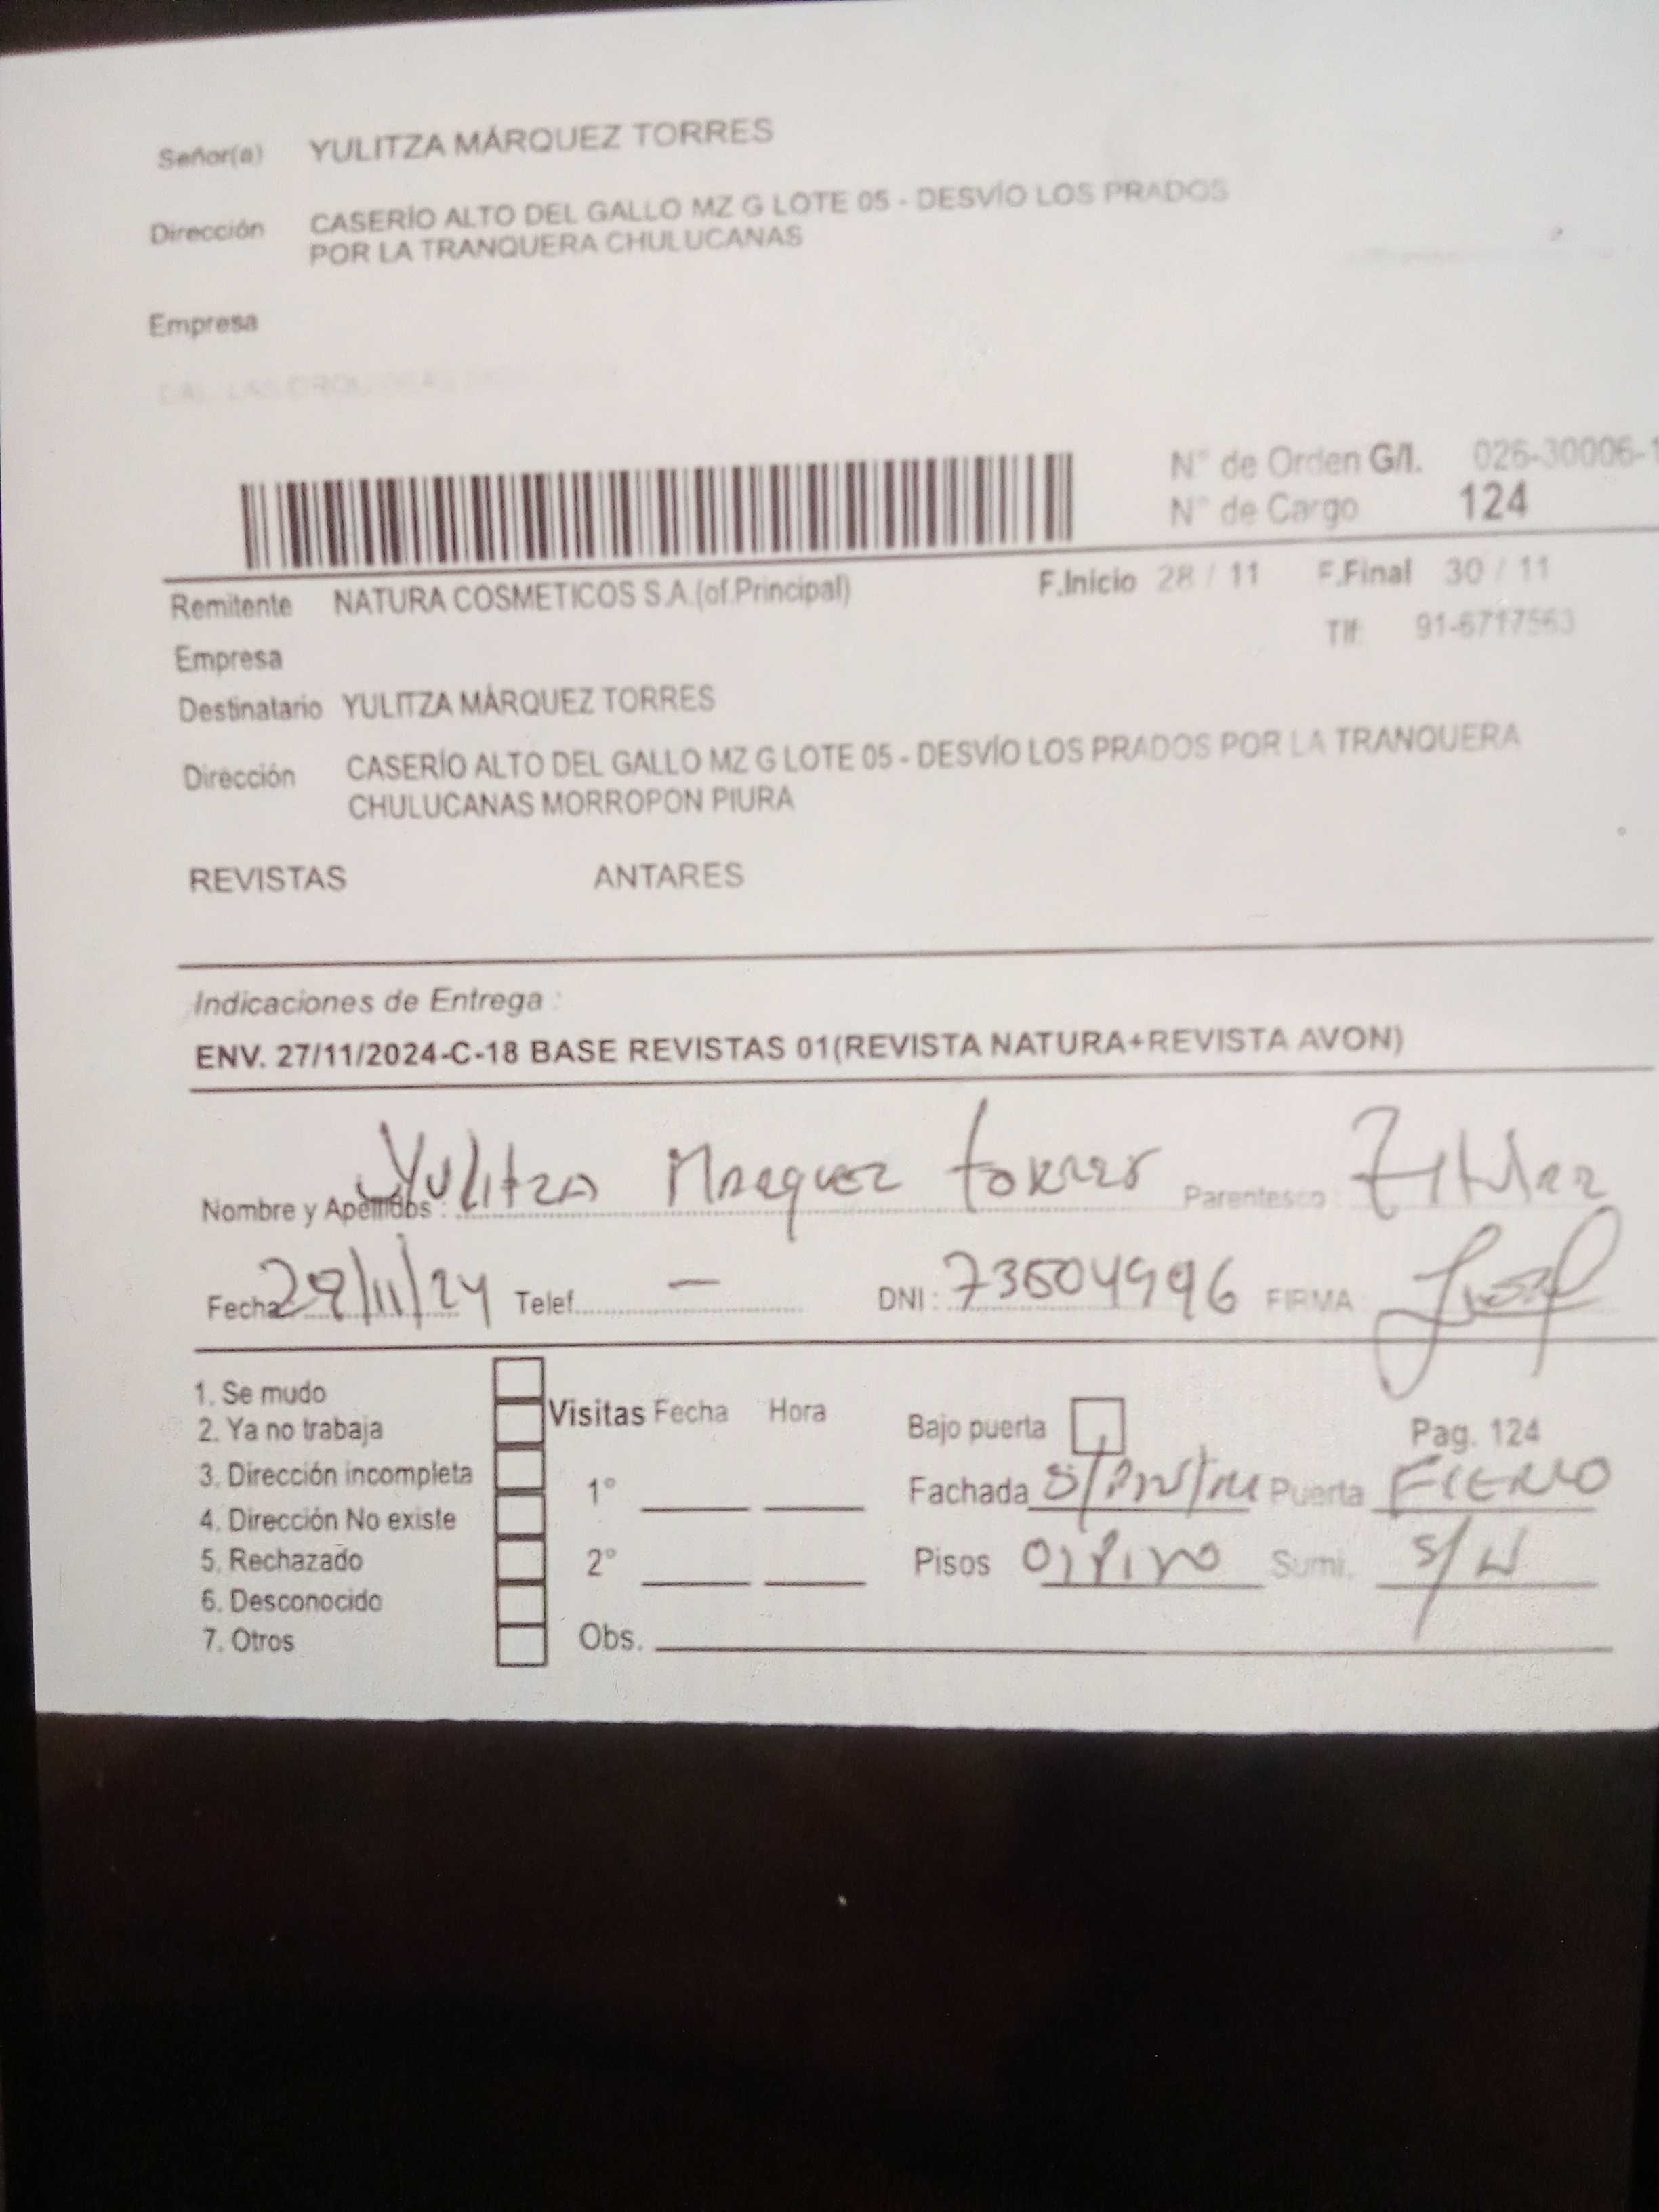 Señor(a) YULITZA MÁRQUEZ TORRES
Dirección CASERÍO ALTO DEL GALLO MZ G LOTE 05 - DESVÍO LOS PRADOS
POR LA TRANQUERA CHULUCANAS
Empresa
N° de Orden G/I. 026-30006-1
N° de Cargo 124
Remitente NATURA COSMETICOS S.A.(of.Principal) F.Inicio 28 / 11 F.Final 30 / 11
Empresa Tlf: 91-6717563
Destinatario YULITZA MÁRQUEZ TORRES
Dirección CASERÍO ALTO DEL GALLO MZ G LOTE 05 - DESVÍO LOS PRADOS POR LA TRANQUERA
CHULUCANAS MORROPON PIURA
REVISTAS ANTARES
Indicaciones de Entrega :
ENV. 27/11/2024-C-18 BASE REVISTAS 01(REVISTA NATURA+REVISTA AVON)
Nombre y Apellidos : Yulitza Marquez Torres Parentesco : Titular
Fecha 29/11/24 Telef. — DNI : 73504996 FIRMA
1. Se mudo
2. Ya no trabaja
3. Dirección incompleta
4. Dirección No existe
5. Rechazado
6. Desconocido
7. Otros
Visitas Fecha Hora
1°
2°
Obs.
Bajo puerta Pag. 124
Fachada Puerta FIERRO
Pisos 01 PISO Sumi. S/N